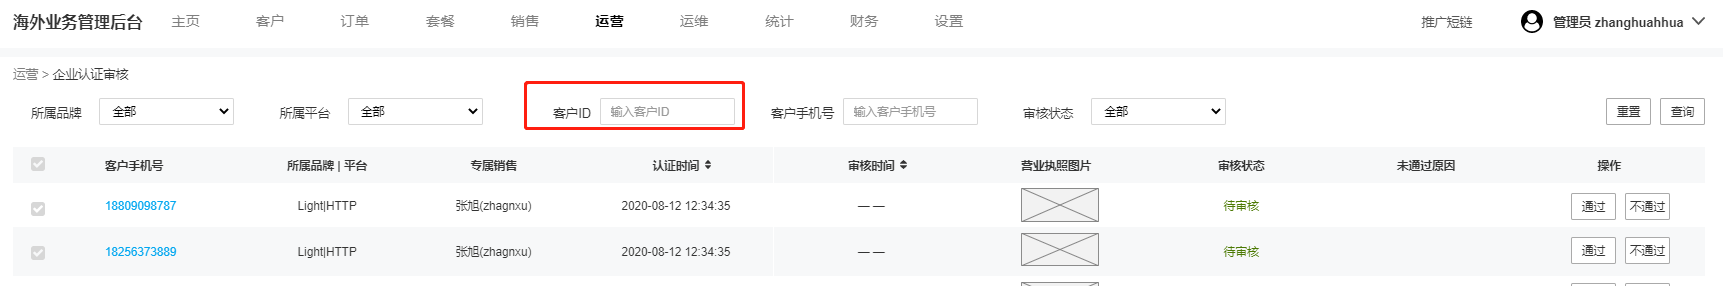 海外业务管理后台 主页 客户 订单 套餐 销售 运营 运维 统计 财务 设置 推广短链 管理员 zhanghuahhua
运营 > 企业认证审核
所属品牌 全部 所属平台 全部 客户ID 输入客户ID 客户手机号 输入客户手机号 审核状态 全部 重置 查询
客户手机号 所属品牌 | 平台 专属销售 认证时间 审核时间 营业执照图片 审核状态 未通过原因 操作
18809098787 Light|HTTP 张旭(zhagnxu) 2020-08-12 12:34:35 — — 待审核 通过 不通过
18256373889 Light|HTTP 张旭(zhagnxu) 2020-08-12 12:34:35 — — 待审核 通过 不通过